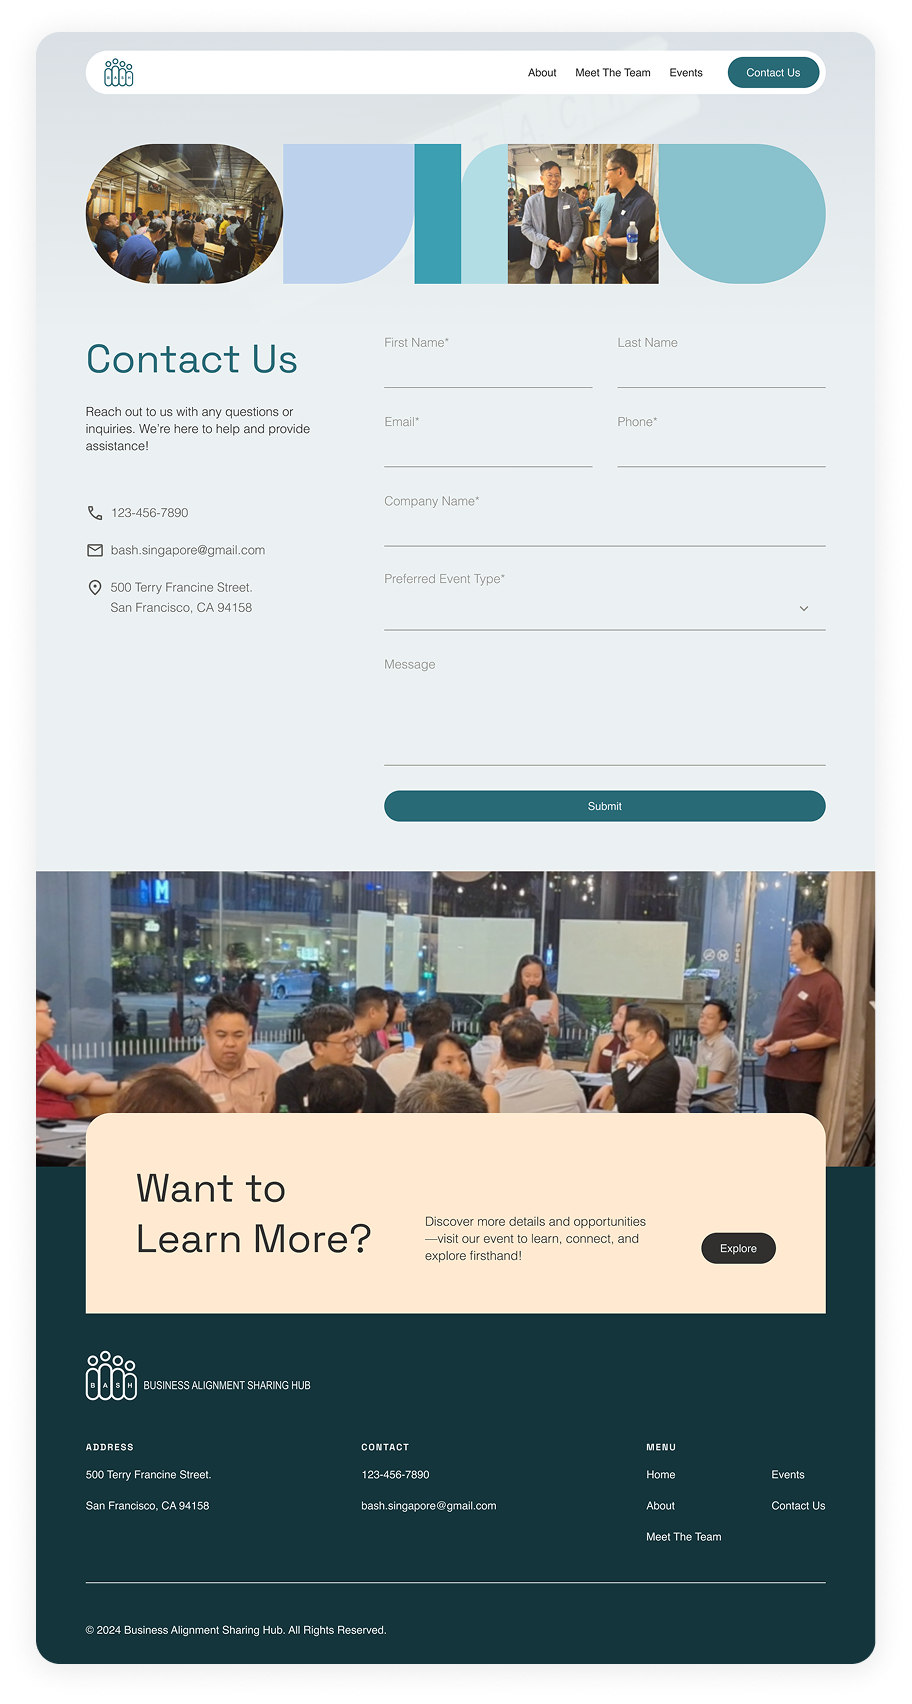 BASH
About
Meet The Team
Events
Contact Us
TAC
Contact Us
Reach out to us with any questions or
inquiries. We're here to help and provide
assistance!
123-456-7890
bash.singapore@gmail.com
500 Terry Francine Street.
San Francisco, CA 94158
First Name*
Last Name
Email*
Phone*
Company Name*
Preferred Event Type*
Message
Submit
Want to
Learn More?
Discover more details and opportunities
—visit our event to learn, connect, and
explore firsthand!
Explore
BASH
BUSINESS ALIGNMENT SHARING HUB
ADDRESS
500 Terry Francine Street.
San Francisco, CA 94158
CONTACT
123-456-7890
bash.singapore@gmail.com
MENU
Home
About
Meet The Team
Events
Contact Us
© 2024 Business Alignment Sharing Hub. All Rights Reserved.